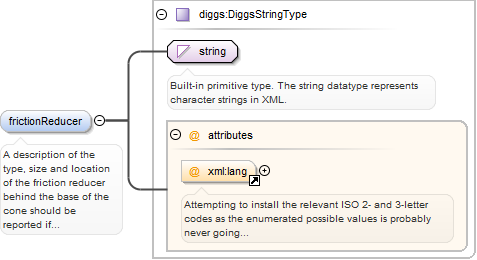 diggs:DiggsStringType
string
Built-in primitive type. The string datatype represents
character strings in XML.
frictionReducer
A description of the
type, size and location
of the friction reducer
behind the base of the
cone should be
reported if...
@ attributes
@ xml:lang
Attempting to install the relevant ISO 2- and 3-letter
codes as the enumerated possible values is probably
never going...